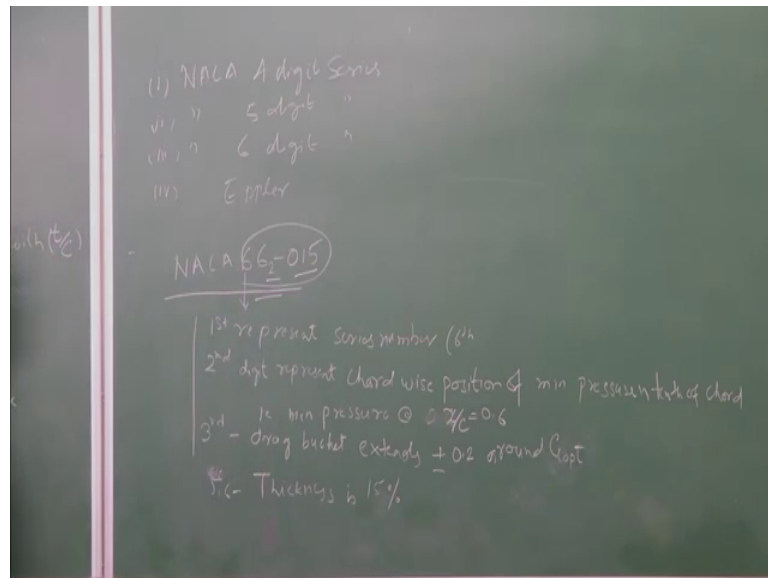 (i) NACA 4 digit Series
(ii) " 5 digit "
(iii) " 6 digit "
(iv) Eppler
with (t/c)
NACA 66₂-015
1st represent series number (6th
2nd digit represent chord wise position of min pressure in tenth of chord
ie min pressure @ x/c = 0.6
3rd - drag bucket extends ± 0.2 around Clopt
5,6 - Thickness is 15%